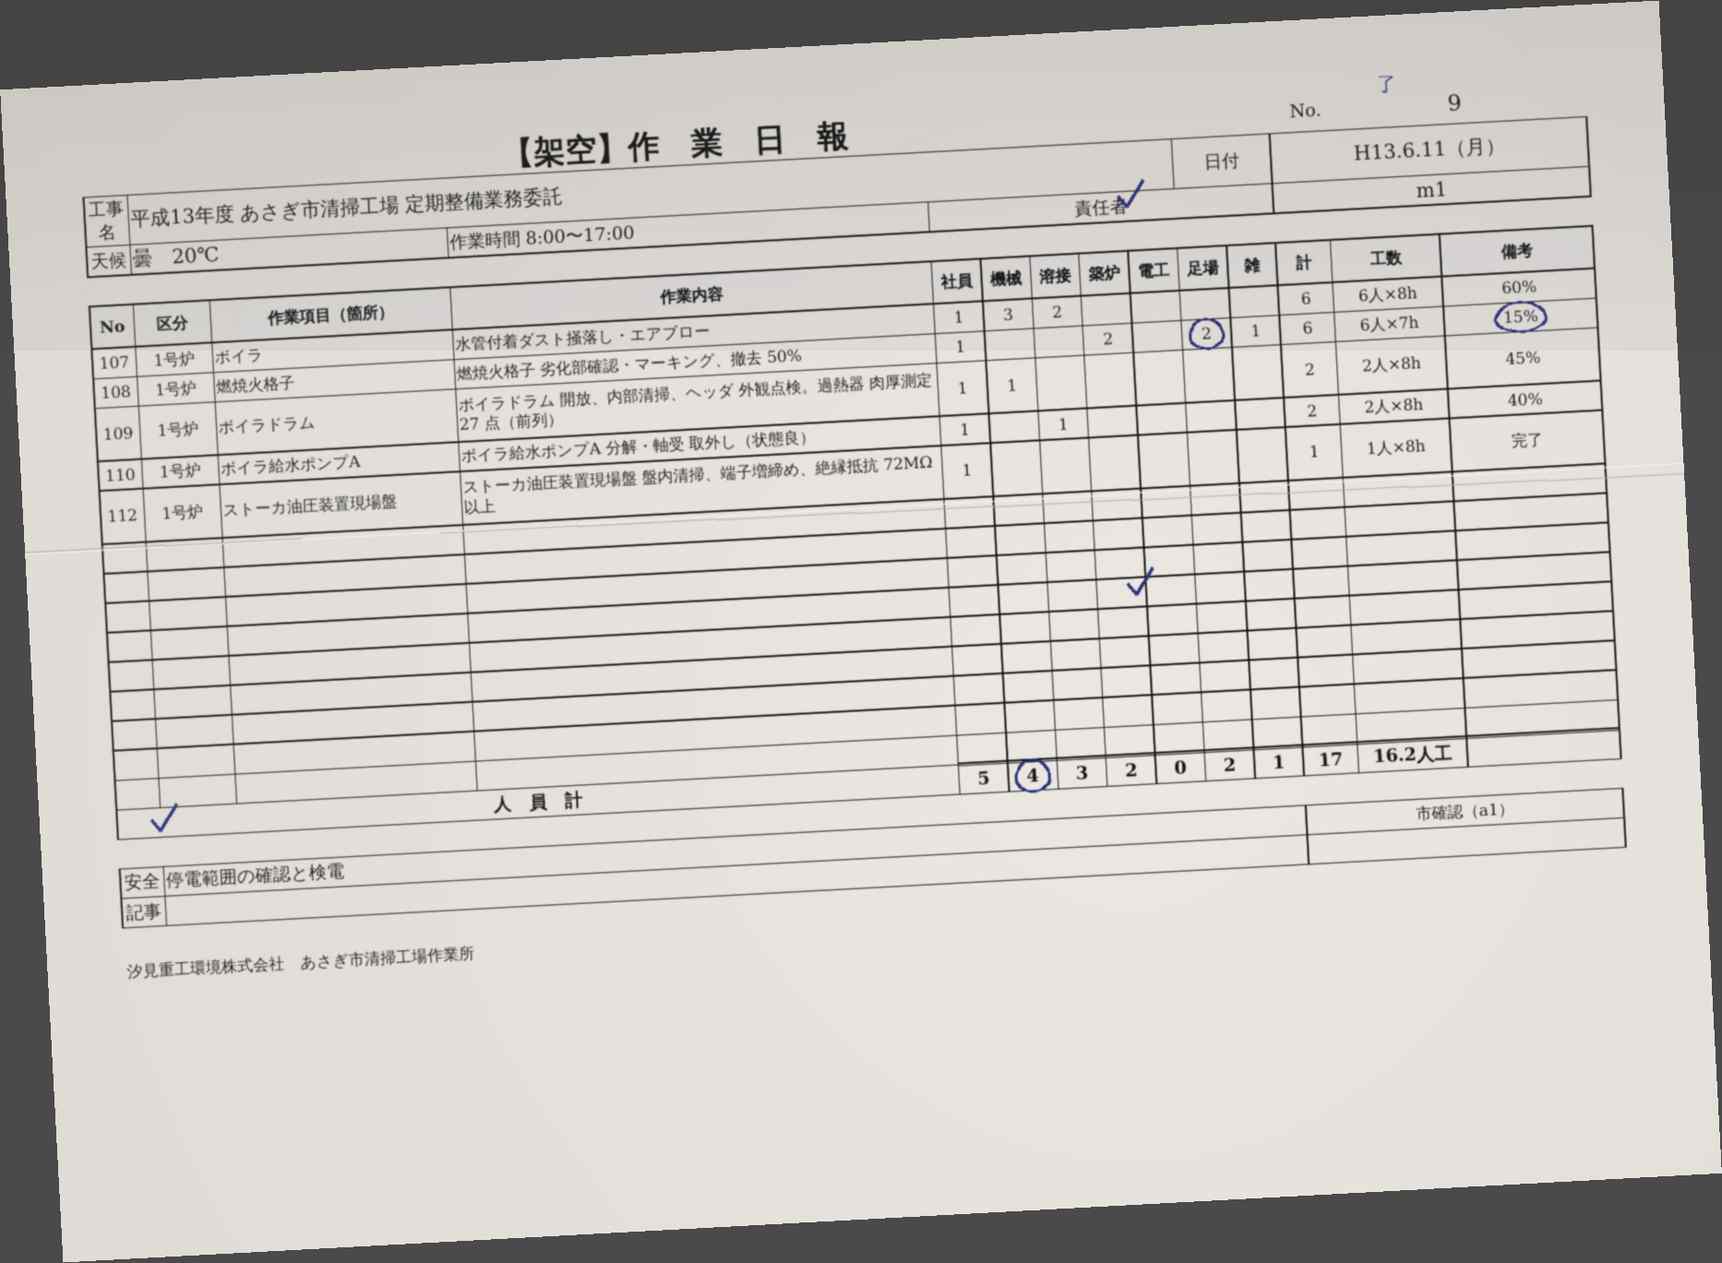 了
No. 9
【架空】作 業 日 報
工事名 平成13年度 あさぎ市清掃工場 定期整備業務委託 日付 H13.6.11（月）
天候 曇 20℃ 作業時間 8:00〜17:00 責任者 m1
No 区分 作業項目（箇所） 作業内容 社員 機械 溶接 築炉 電工 足場 雑 計 工数 備考
107 1号炉 ボイラ 水管付着ダスト掻落し・エアブロー 1 3 2 6 6人×8h 60%
108 1号炉 燃焼火格子 燃焼火格子 劣化部確認・マーキング、撤去 50% 1 2 2 1 6 6人×7h 15%
109 1号炉 ボイラドラム ボイラドラム 開放、内部清掃、ヘッダ 外観点検。過熱器 肉厚測定 27 点（前列） 1 1 2 2人×8h 45%
110 1号炉 ボイラ給水ポンプA ボイラ給水ポンプA 分解・軸受 取外し（状態良） 1 1 2 2人×8h 40%
112 1号炉 ストーカ油圧装置現場盤 ストーカ油圧装置現場盤 盤内清掃、端子増締め、絶縁抵抗 72MΩ 以上 1 1 1人×8h 完了
人 員 計 5 4 3 2 0 2 1 17 16.2人工
市確認（a1）
安全 停電範囲の確認と検電
記事
汐見重工環境株式会社 あさぎ市清掃工場作業所